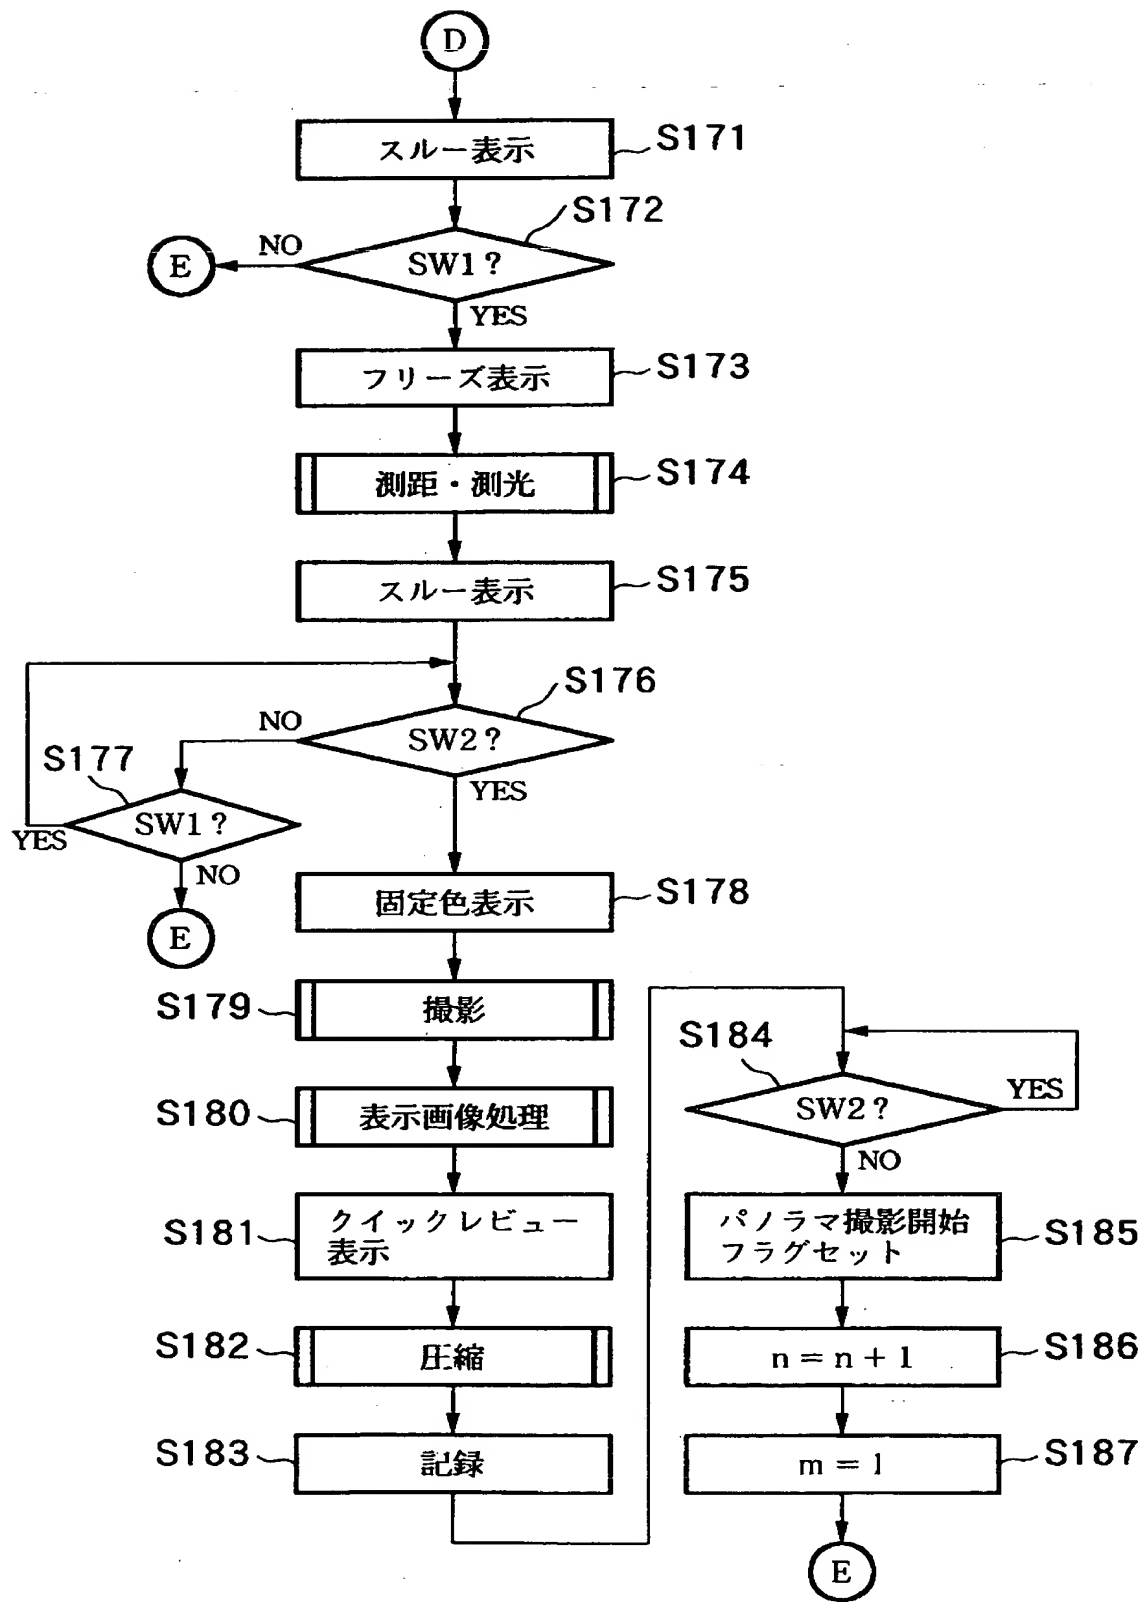 D
スルー表示
S171
S172
SW1?
NO
E
YES
フリーズ表示
S173
測距・測光
S174
スルー表示
S175
S176
SW2?
NO
YES
S177
SW1?
YES
NO
E
固定色表示
S178
S179
撮影
S180
表示画像処理
S181
クイックレビュー
表示
S182
圧縮
S183
記録
S184
SW2?
YES
NO
パノラマ撮影開始
フラグセット
S185
n = n + 1
S186
m = 1
S187
E